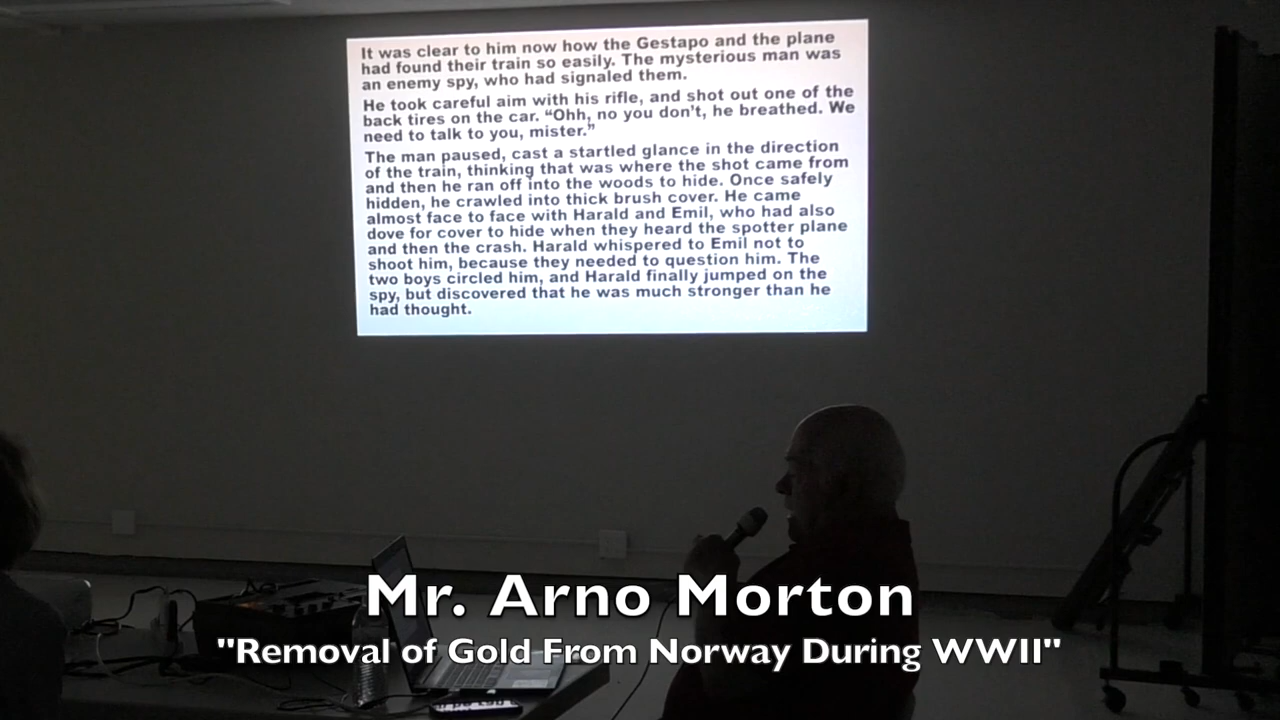 It was clear to him now how the Gestapo and the plane
had found their train so easily. The mysterious man was
an enemy spy, who had signaled them.
He took careful aim with his rifle, and shot out one of the
back tires on the car. “Ohh, no you don’t, he breathed. We
need to talk to you, mister.”
The man paused, cast a startled glance in the direction
of the train, thinking that was where the shot came from
and then he ran off into the woods to hide. Once safely
hidden, he crawled into thick brush cover. He came
almost face to face with Harald and Emil, who had also
dove for cover to hide when they heard the spotter plane
and then the crash. Harald whispered to Emil not to
shoot him, because they needed to question him. The
two boys circled him, and Harald finally jumped on the
spy, but discovered that he was much stronger than he
had thought.
Mr. Arno Morton
"Removal of Gold From Norway During WWII"